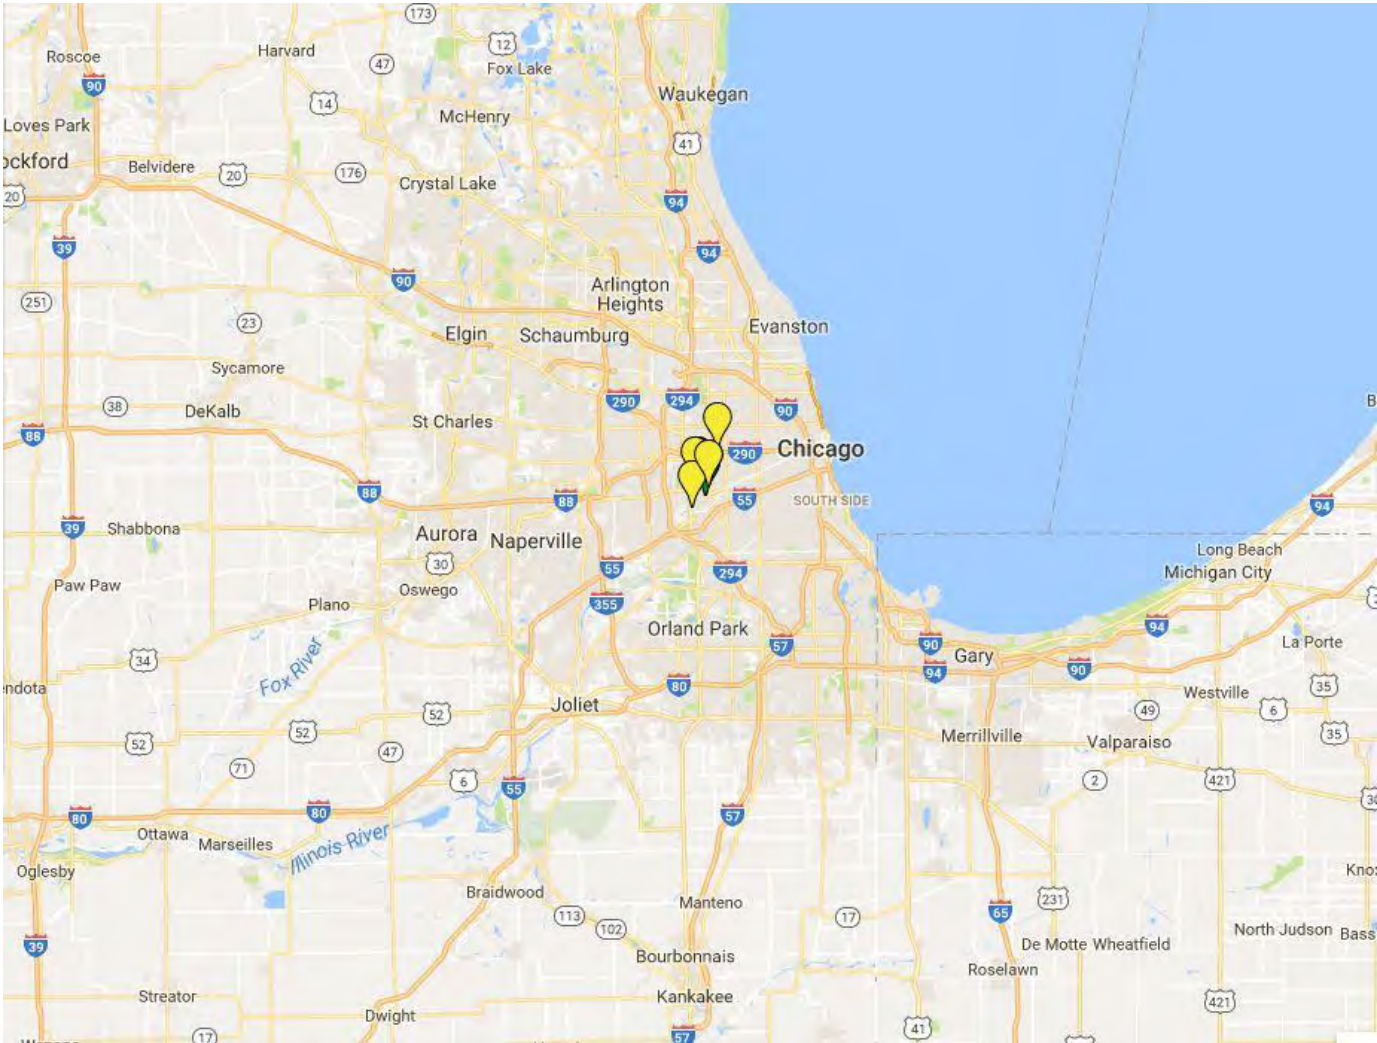 173
Harvard
12
Roscoe
47
Fox Lake
90
Waukegan
14
McHenry
Loves Park
41
ockford
Belvidere
20
176
Crystal Lake
20
94
39
94
90
Arlington
Heights
251
23
Elgin
Schaumburg
Evanston
Sycamore
290
294
38
DeKalb
90
B
St Charles
88
290
Chicago
88
88
55
SOUTH SIDE
94
39
Shabbona
Aurora
Naperville
Long Beach
30
55
294
Michigan City
Paw Paw
Oswego
Plano
355
Orland Park
94
57
90
La Porte
34
Fox River
Gary
94
90
endota
80
35
Westville
Joliet
52
49
6
52
52
35
Merrillville
Valparaiso
47
71
6
2
421
55
30
80
80
57
Ottawa
Marseilles
Illinois River
Oglesby
Kno
Braidwood
231
Manteno
113
17
65
102
North Judson
Bass
39
De Motte
Wheatfield
Bourbonnais
Roselawn
Streator
Kankakee
421
Dwight
17
57
41